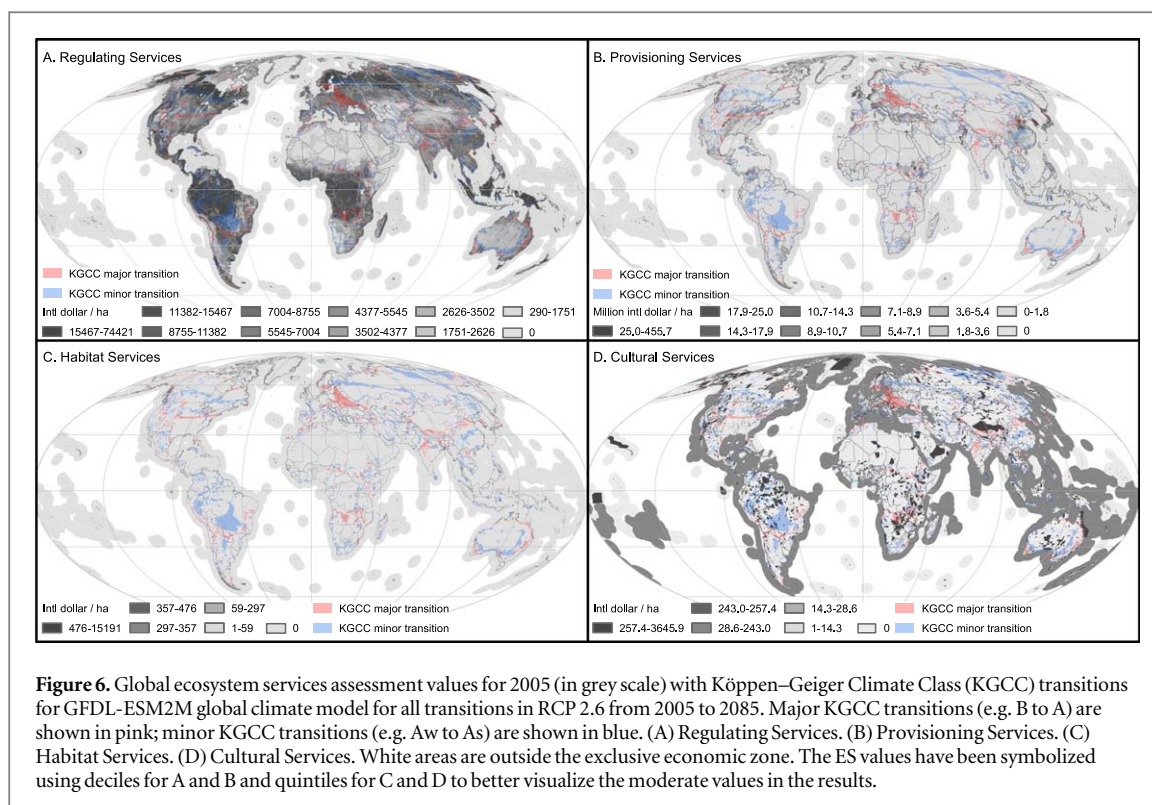 A. Regulating Services
KGCC major transition
KGCC minor transition
Intl dollar / ha 11382-15467 7004-8755 4377-5545 2626-3502 290-1751
15467-74421 8755-11382 5545-7004 3502-4377 1751-2626 0
B. Provisioning Services
KGCC major transition
KGCC minor transition
Million intl dollar / ha 17.9-25.0 10.7-14.3 7.1-8.9 3.6-5.4 0-1.8
25.0-455.7 14.3-17.9 8.9-10.7 5.4-7.1 1.8-3.6 0
C. Habitat Services
Intl dollar / ha 357-476 59-297 KGCC major transition
476-15191 297-357 1-59 0 KGCC minor transition
D. Cultural Services
Intl dollar / ha 243.0-257.4 14.3-28.6 KGCC major transition
257.4-3645.9 28.6-243.0 1-14.3 0 KGCC minor transition
Figure 6. Global ecosystem services assessment values for 2005 (in grey scale) with Köppen–Geiger Climate Class (KGCC) transitions
for GFDL-ESM2M global climate model for all transitions in RCP 2.6 from 2005 to 2085. Major KGCC transitions (e.g. B to A) are
shown in pink; minor KGCC transitions (e.g. Aw to As) are shown in blue. (A) Regulating Services. (B) Provisioning Services. (C)
Habitat Services. (D) Cultural Services. White areas are outside the exclusive economic zone. The ES values have been symbolized
using deciles for A and B and quintiles for C and D to better visualize the moderate values in the results.